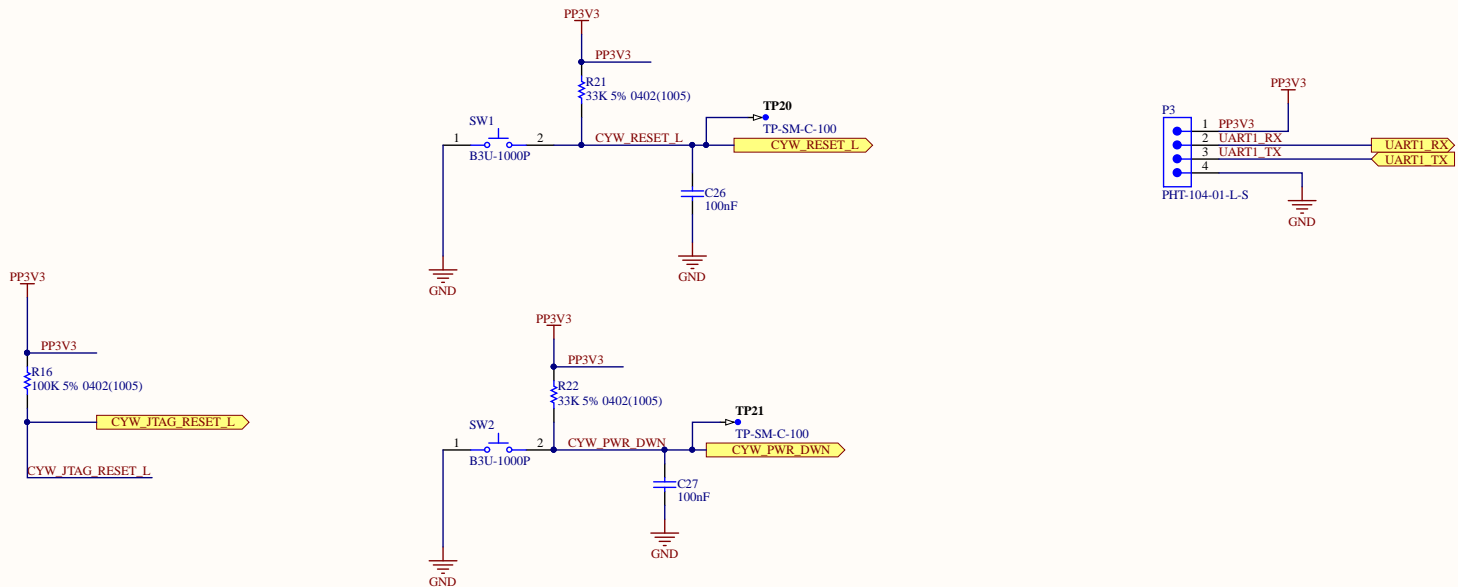 PP3V3
PP3V3
R21
33K 5% 0402(1005)
SW1
1
2
B3U-1000P
CYW_RESET_L
TP20
TP-SM-C-100
CYW_RESET_L
C26
100nF
GND
GND
PP3V3
P3
1
PP3V3
2
UART1_RX
UART1_RX
3
UART1_TX
UART1_TX
4
PHT-104-01-L-S
GND
PP3V3
PP3V3
R16
100K 5% 0402(1005)
CYW_JTAG_RESET_L
CYW_JTAG_RESET_L
PP3V3
PP3V3
R22
33K 5% 0402(1005)
SW2
1
2
B3U-1000P
CYW_PWR_DWN
TP21
TP-SM-C-100
CYW_PWR_DWN
C27
100nF
GND
GND